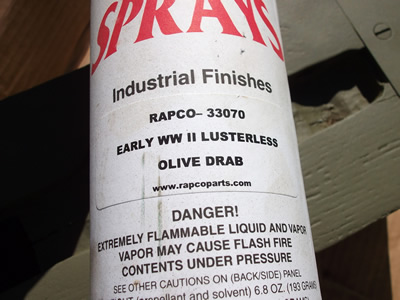 SPRAYS
Industrial Finishes
RAPCO– 33070
EARLY WW II LUSTERLESS
OLIVE DRAB
www.rapcoparts.com
DANGER!
EXTREMELY FLAMMABLE LIQUID AND VAPOR
VAPOR MAY CAUSE FLASH FIRE
CONTENTS UNDER PRESSURE
SEE OTHER CAUTIONS ON (BACK/SIDE) PANEL
(propellant and solvent) 6.8 OZ. (193 GRAMS